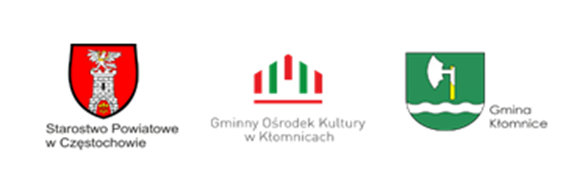 Starostwo Powiatowe
w Częstochowie
Gminny Ośrodek Kultury
w Kłomnicach
Gmina
Kłomnice